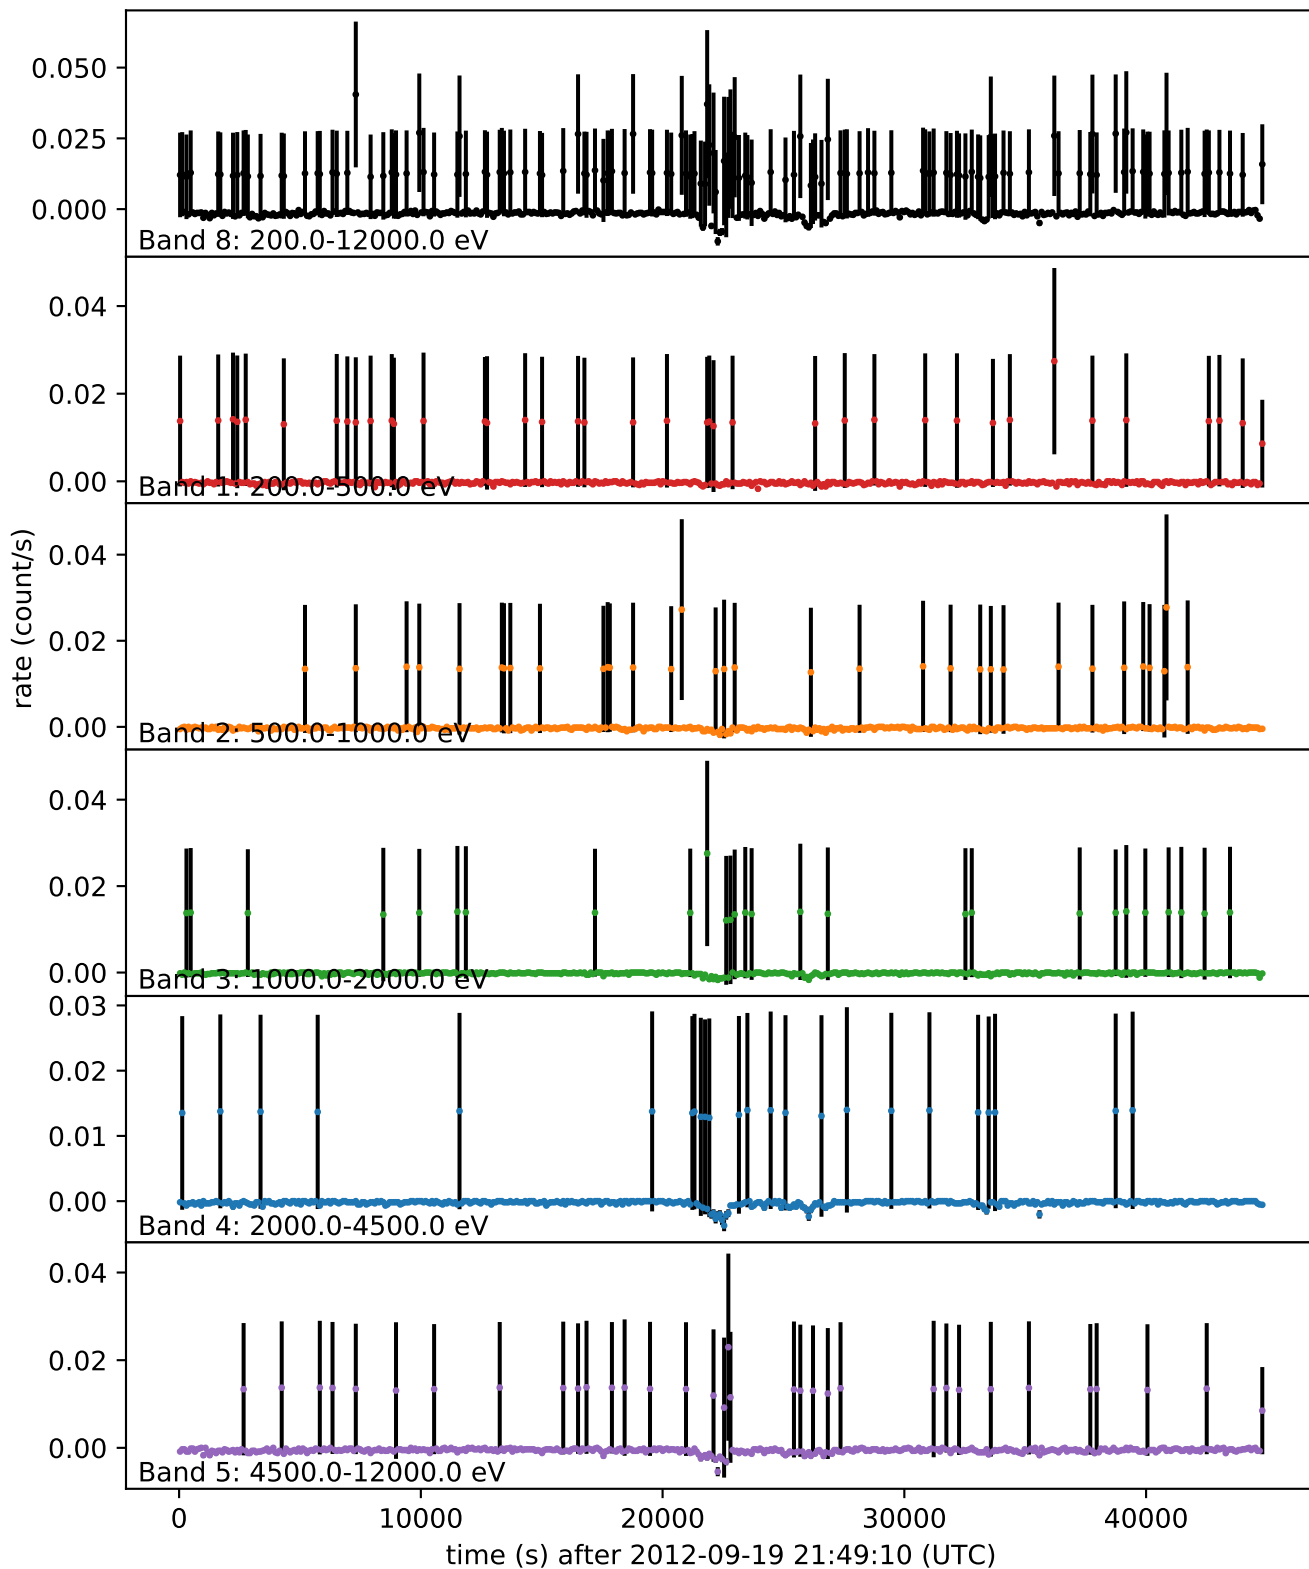 0.050
0.025
0.000
Band 8: 200.0-12000.0 eV
0.04
0.02
0.00
Band 1: 200.0-500.0 eV
rate (count/s)
0.04
0.02
0.00
Band 2: 500.0-1000.0 eV
0.04
0.02
0.00
Band 3: 1000.0-2000.0 eV
0.03
0.02
0.01
0.00
Band 4: 2000.0-4500.0 eV
0.04
0.02
0.00
Band 5: 4500.0-12000.0 eV
0 10000 20000 30000 40000
time (s) after 2012-09-19 21:49:10 (UTC)